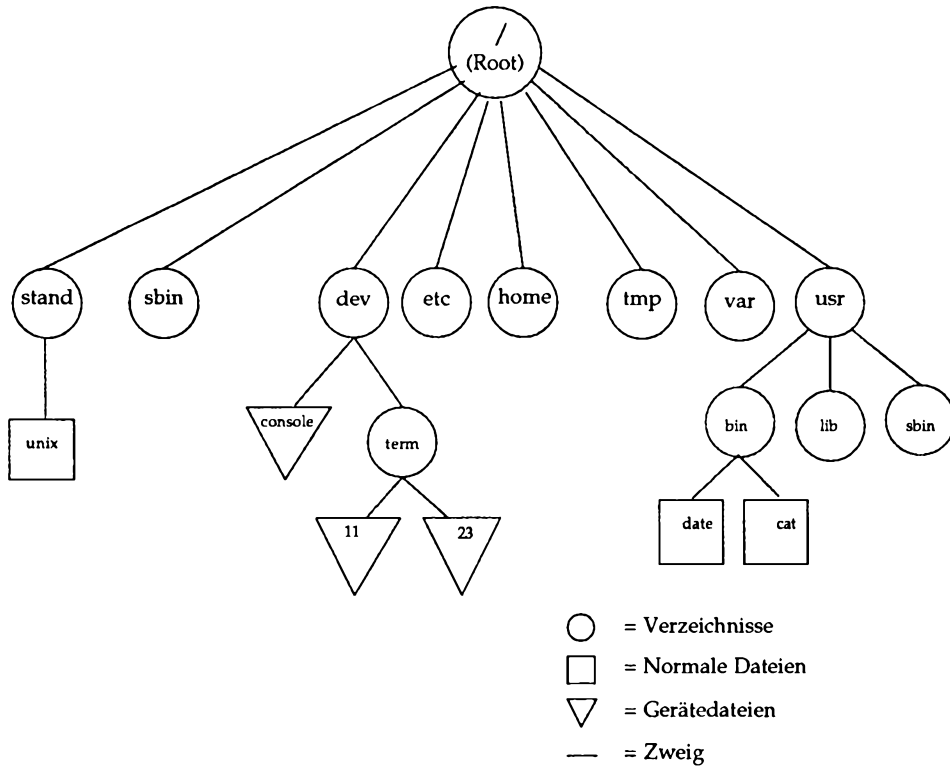 /
(Root)
stand
sbin
dev
etc
home
tmp
var
usr
unix
console
term
bin
lib
sbin
11
23
date
cat
= Verzeichnisse
= Normale Dateien
= Gerätedateien
= Zweig